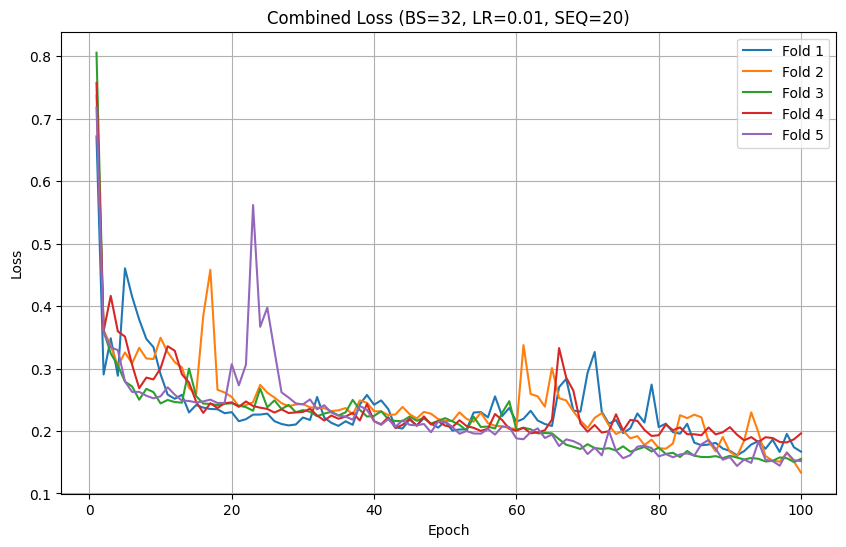 Combined Loss (BS=32, LR=0.01, SEQ=20)
Fold 1
Fold 2
Fold 3
Fold 4
Fold 5
Loss
0.8
0.7
0.6
0.5
0.4
0.3
0.2
0.1
0
20
40
60
80
100
Epoch